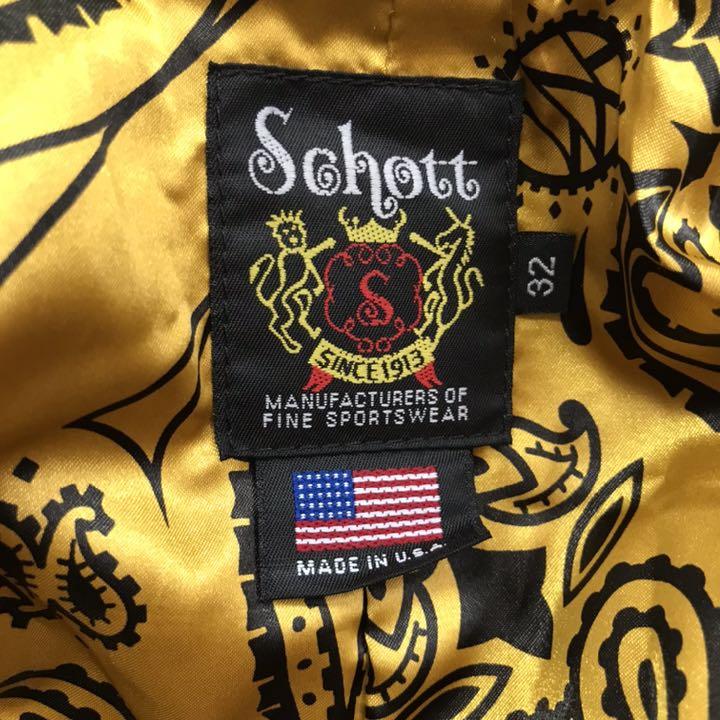 Schott
S
SINCE 1913
MANUFACTURERS OF
FINE SPORTSWEAR
32
MADE IN U.S.